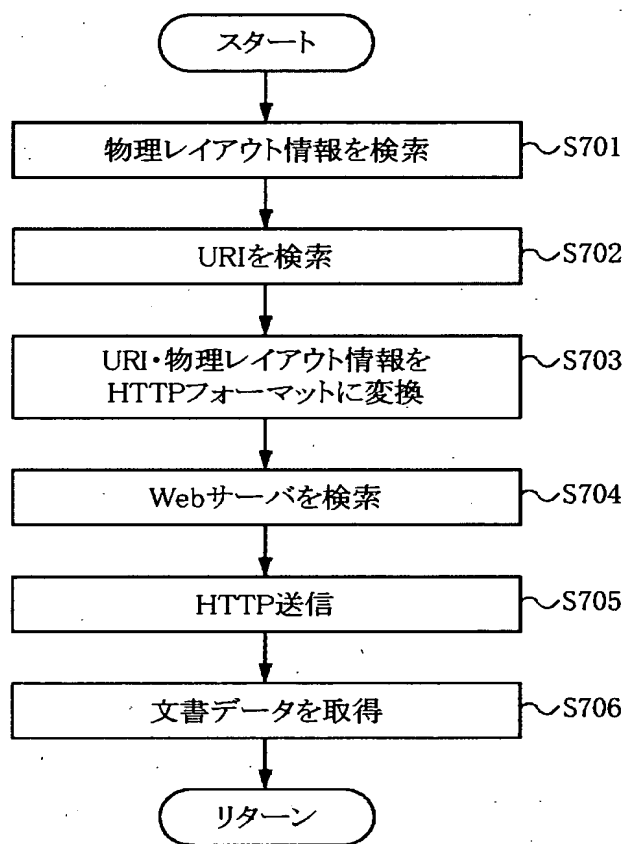 スタート
物理レイアウト情報を検索
S701
URIを検索
S702
URI・物理レイアウト情報を
HTTPフォーマットに変換
S703
Webサーバを検索
S704
HTTP送信
S705
文書データを取得
S706
リターン